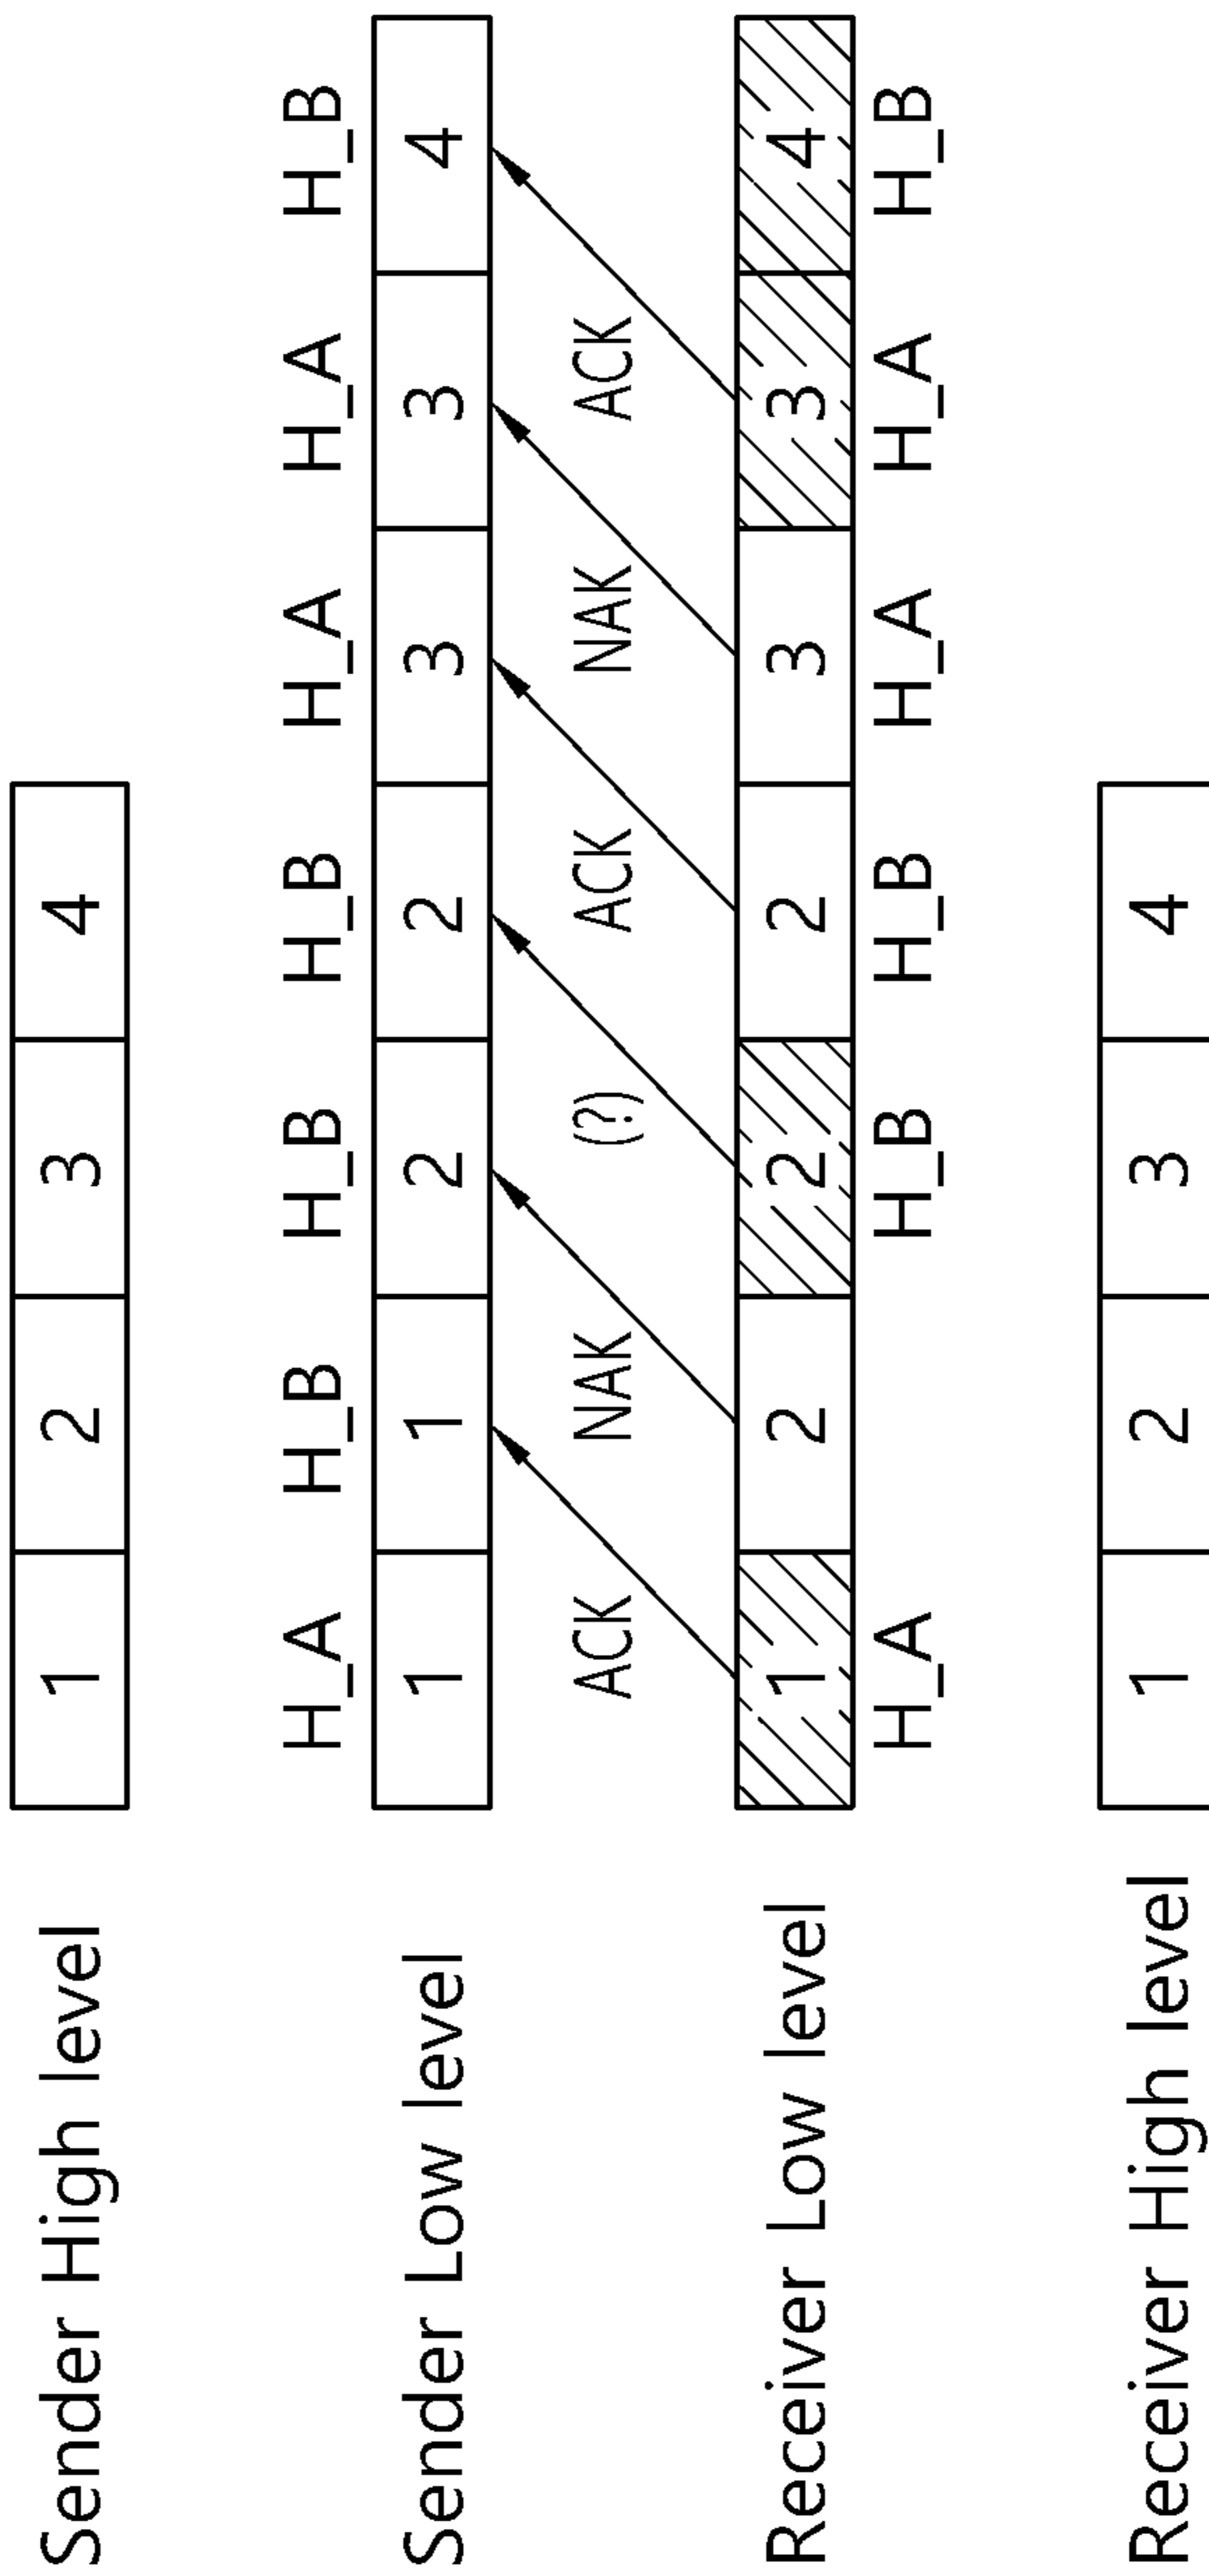 Sender High level 1 2 3 4
H_A H_B H_B H_B H_A H_A H_B
Sender Low level 1 1 2 2 3 3 4
ACK NAK (?) ACK NAK ACK
Receiver Low level 1 2 2 2 3 3 4
H_A H_B H_B H_A H_A H_B
Receiver High level 1 2 3 4